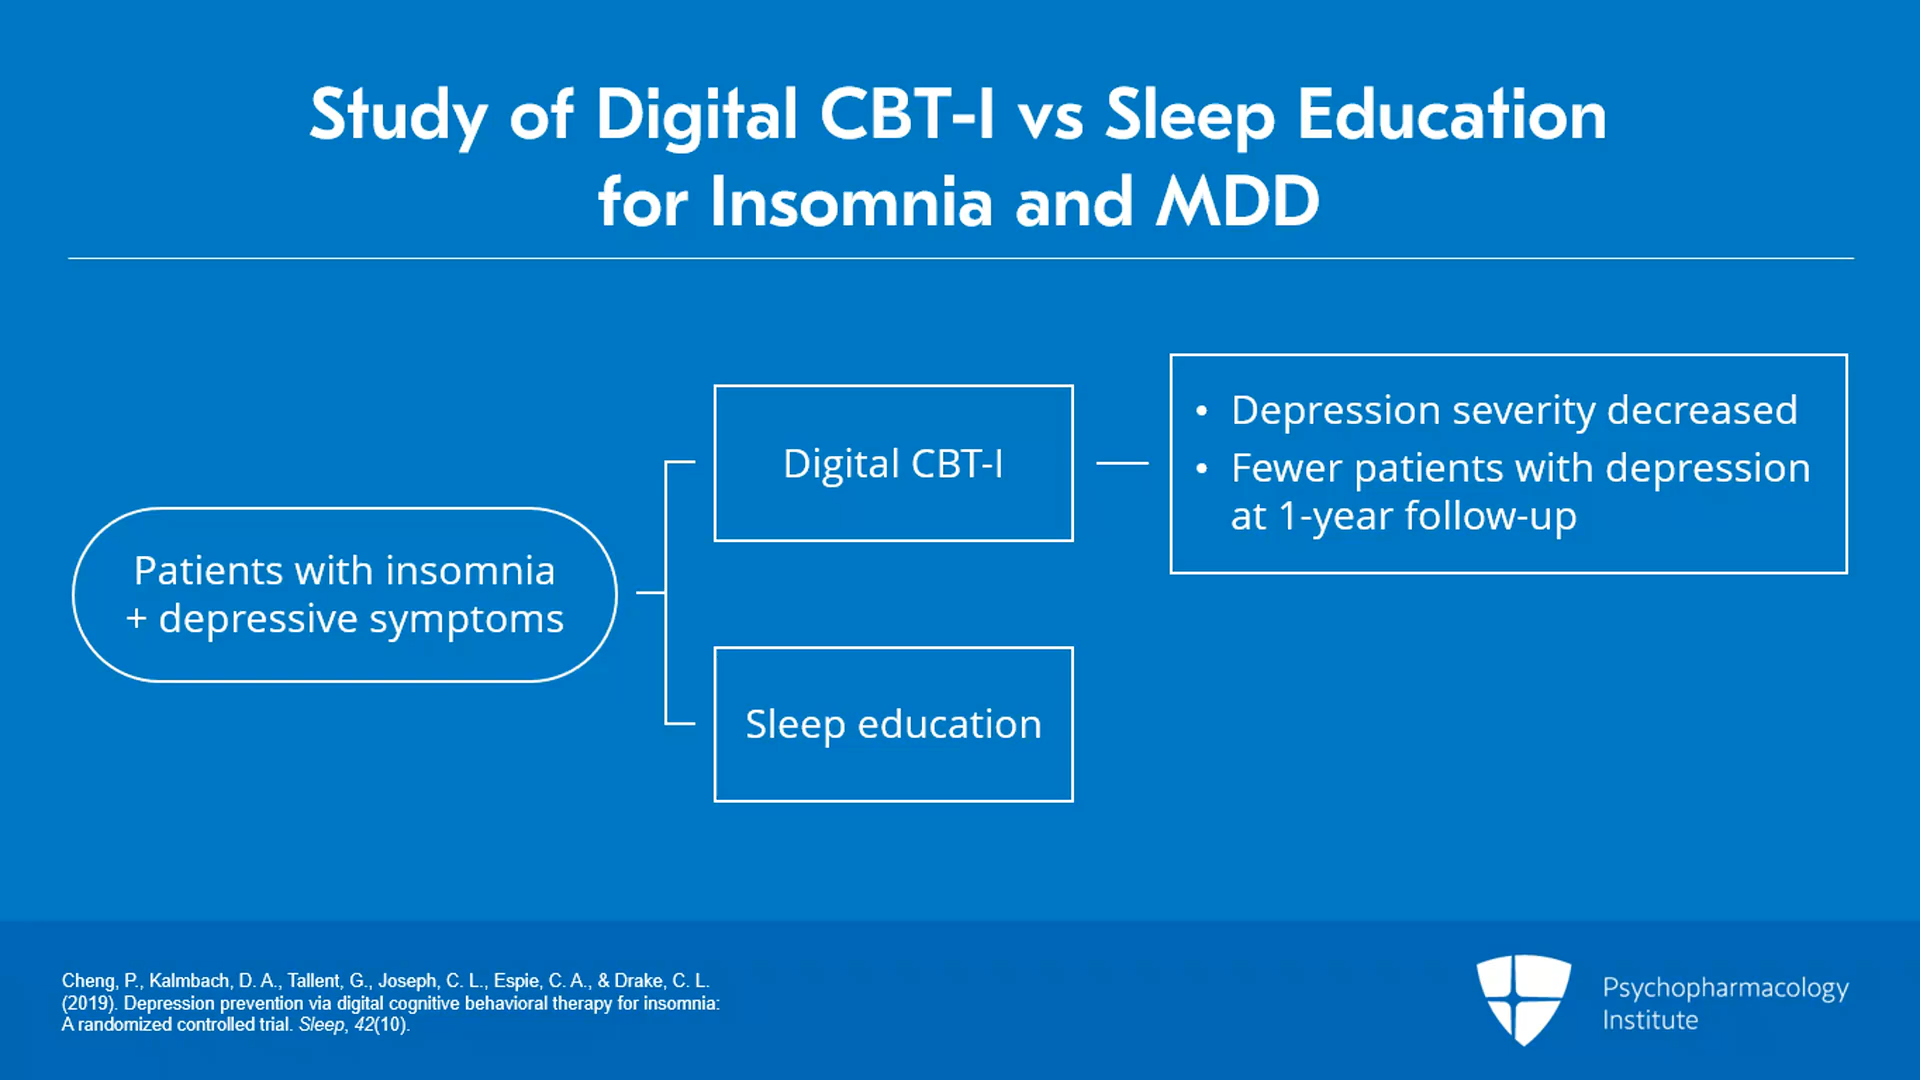 Study of Digital CBT-I vs Sleep Education
for Insomnia and MDD
Patients with insomnia
+ depressive symptoms
Digital CBT-I
• Depression severity decreased
• Fewer patients with depression
at 1-year follow-up
Sleep education
Cheng, P., Kalmbach, D. A., Tallent, G., Joseph, C. L., Espie, C. A., & Drake, C. L.
(2019). Depression prevention via digital cognitive behavioral therapy for insomnia:
A randomized controlled trial. Sleep, 42(10).
Psychopharmacology
Institute